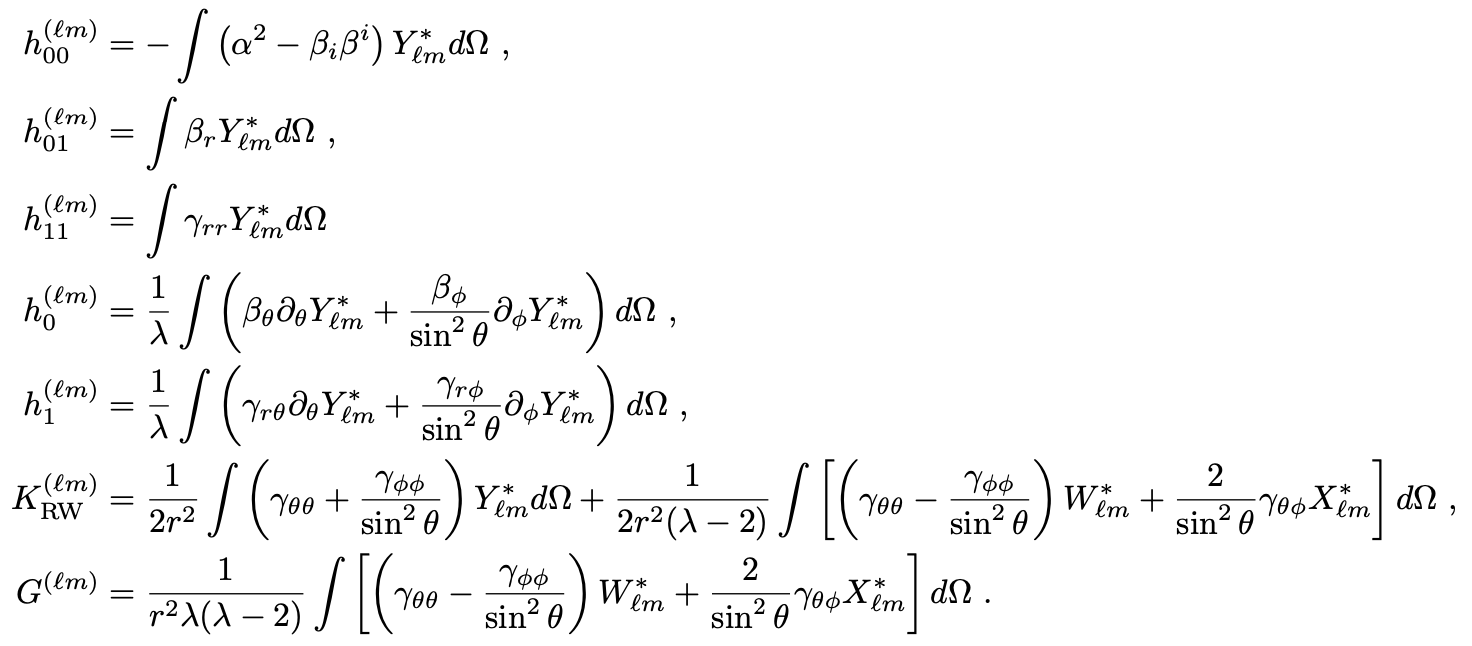 h_{00}^{(\ell m)} = -\int \left(\alpha^2 - \beta_i \beta^i\right) Y_{\ell m}^* d\Omega \ ,
h_{01}^{(\ell m)} = \int \beta_r Y_{\ell m}^* d\Omega \ ,
h_{11}^{(\ell m)} = \int \gamma_{rr} Y_{\ell m}^* d\Omega
h_0^{(\ell m)} = \frac{1}{\lambda} \int \left( \beta_\theta \partial_\theta Y_{\ell m}^* + \frac{\beta_\phi}{\sin^2\theta} \partial_\phi Y_{\ell m}^* \right) d\Omega \ ,
h_1^{(\ell m)} = \frac{1}{\lambda} \int \left( \gamma_{r\theta} \partial_\theta Y_{\ell m}^* + \frac{\gamma_{r\phi}}{\sin^2\theta} \partial_\phi Y_{\ell m}^* \right) d\Omega \ ,
K_{\mathrm{RW}}^{(\ell m)} = \frac{1}{2r^2} \int \left( \gamma_{\theta\theta} + \frac{\gamma_{\phi\phi}}{\sin^2\theta} \right) Y_{\ell m}^* d\Omega + \frac{1}{2r^2(\lambda - 2)} \int \left[ \left( \gamma_{\theta\theta} - \frac{\gamma_{\phi\phi}}{\sin^2\theta} \right) W_{\ell m}^* + \frac{2}{\sin^2\theta} \gamma_{\theta\phi} X_{\ell m}^* \right] d\Omega \ ,
G^{(\ell m)} = \frac{1}{r^2\lambda(\lambda - 2)} \int \left[ \left( \gamma_{\theta\theta} - \frac{\gamma_{\phi\phi}}{\sin^2\theta} \right) W_{\ell m}^* + \frac{2}{\sin^2\theta} \gamma_{\theta\phi} X_{\ell m}^* \right] d\Omega \ .